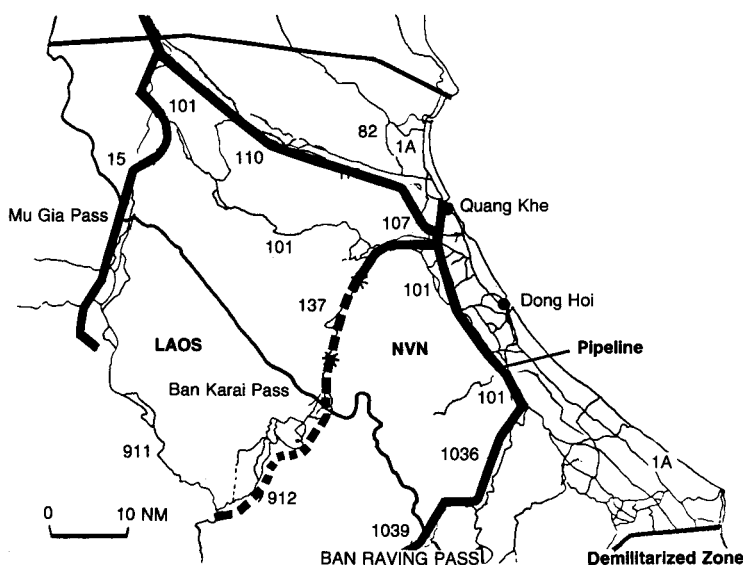 101
82
1A
15
110
Quang Khe
Mu Gia Pass
107
101
101
Dong Hoi
137
LAOS
NVN
Pipeline
Ban Karai Pass
101
911
1036
1A
912
0 10 NM
1039
BAN RAVING PASS
Demilitarized Zone